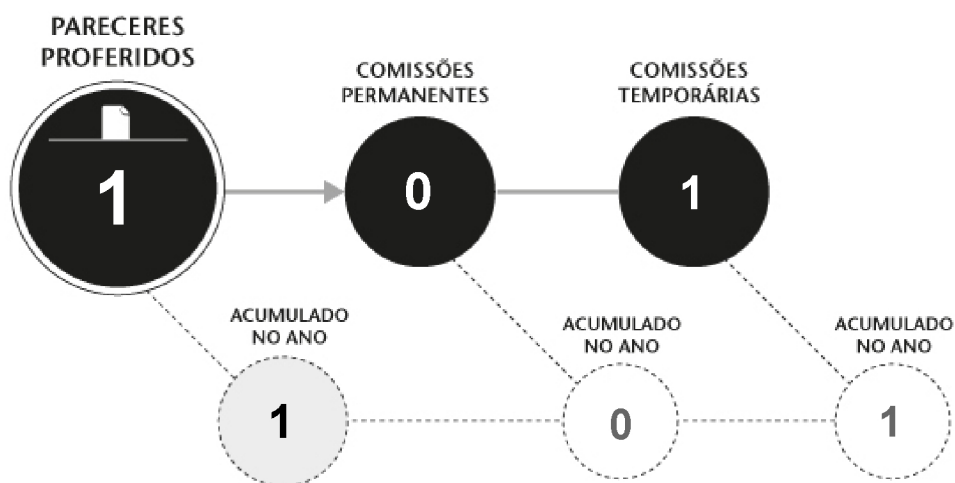 PARECERES
PROFERIDOS
1
COMISSÕES
PERMANENTES
0
COMISSÕES
TEMPORÁRIAS
1
ACUMULADO
NO ANO
1
ACUMULADO
NO ANO
0
ACUMULADO
NO ANO
1